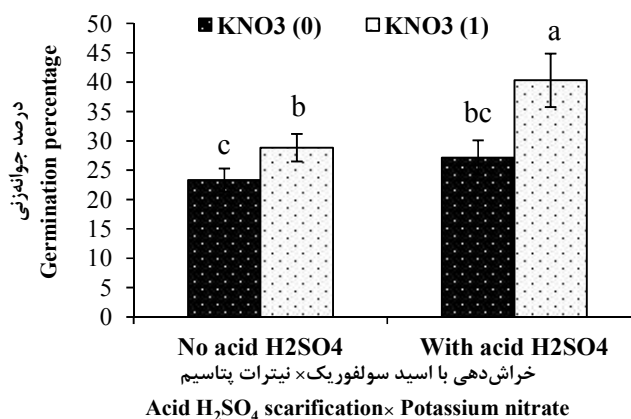 KNO3 (0) KNO3 (1)
50
45
40
35
30
25
20
15
10
5
0
درصد جوانه‌زنی
Germination percentage
c
b
bc
a
No acid H2SO4 With acid H2SO4
خراش‌دهی با اسید سولفوریک× نیترات پتاسیم
Acid H₂SO₄ scarification× Potassium nitrate